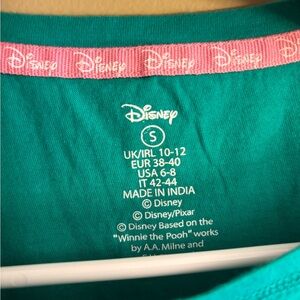 Disney Disney Disney Disney
Disney
S
UK/IRL 10-12
EUR 38-40
USA 6-8
IT 42-44
MADE IN INDIA
© Disney
© Disney/Pixar
© Disney Based on the
"Winnie the Pooh" works
by A.A. Milne and